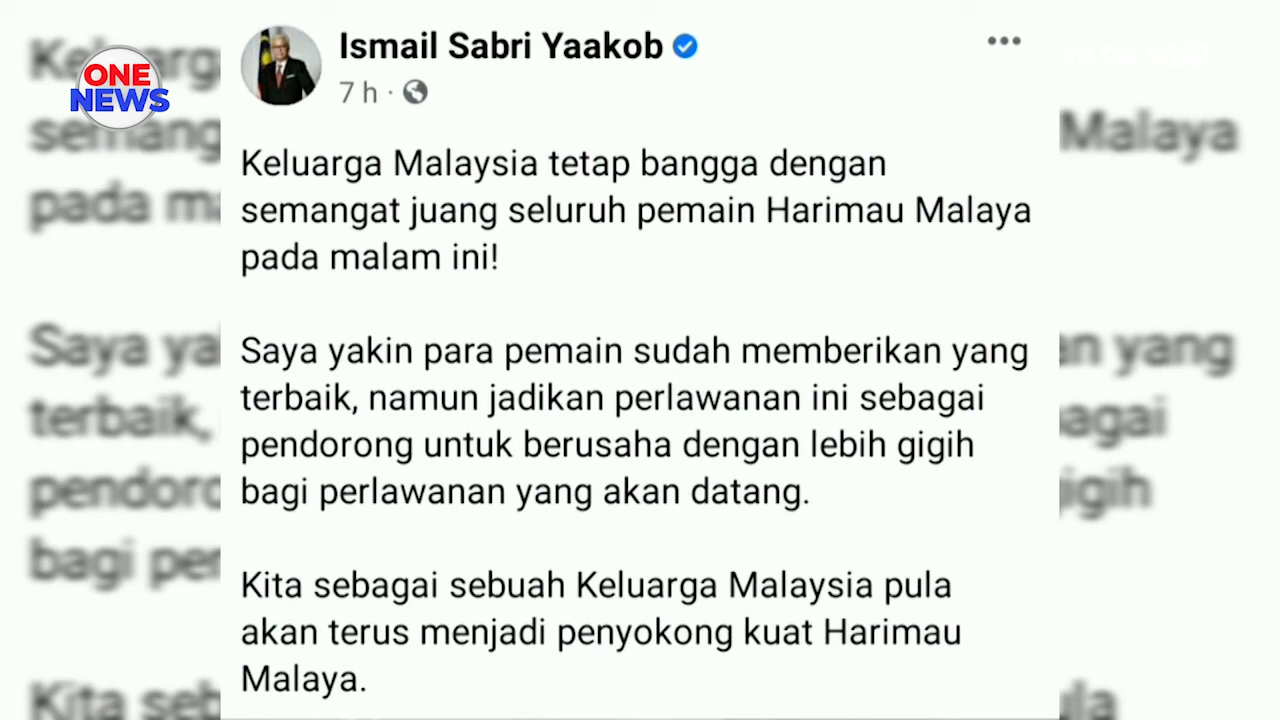 ONE
NEWS
Ismail Sabri Yaakob
7 h
Keluarga Malaysia tetap bangga dengan
semangat juang seluruh pemain Harimau Malaya
pada malam ini!
Saya yakin para pemain sudah memberikan yang
terbaik, namun jadikan perlawanan ini sebagai
pendorong untuk berusaha dengan lebih gigih
bagi perlawanan yang akan datang.
Kita sebagai sebuah Keluarga Malaysia pula
akan terus menjadi penyokong kuat Harimau
Malaya.